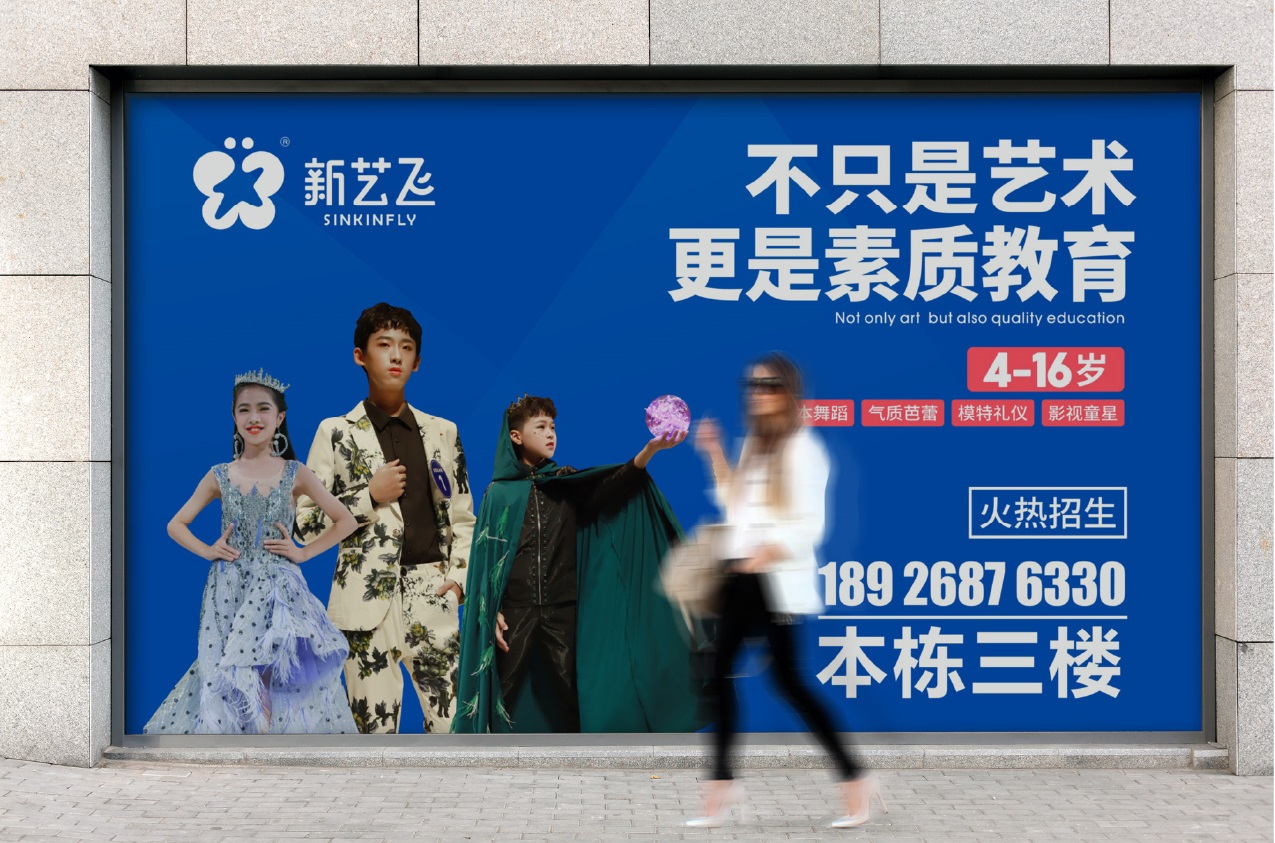 ®
新艺飞
SINKINFLY
不只是艺术
更是素质教育
Not only art but also quality education
4-16岁
本舞蹈 气质芭蕾 模特礼仪 影视童星
火热招生
189 2687 6330
本栋三楼
1